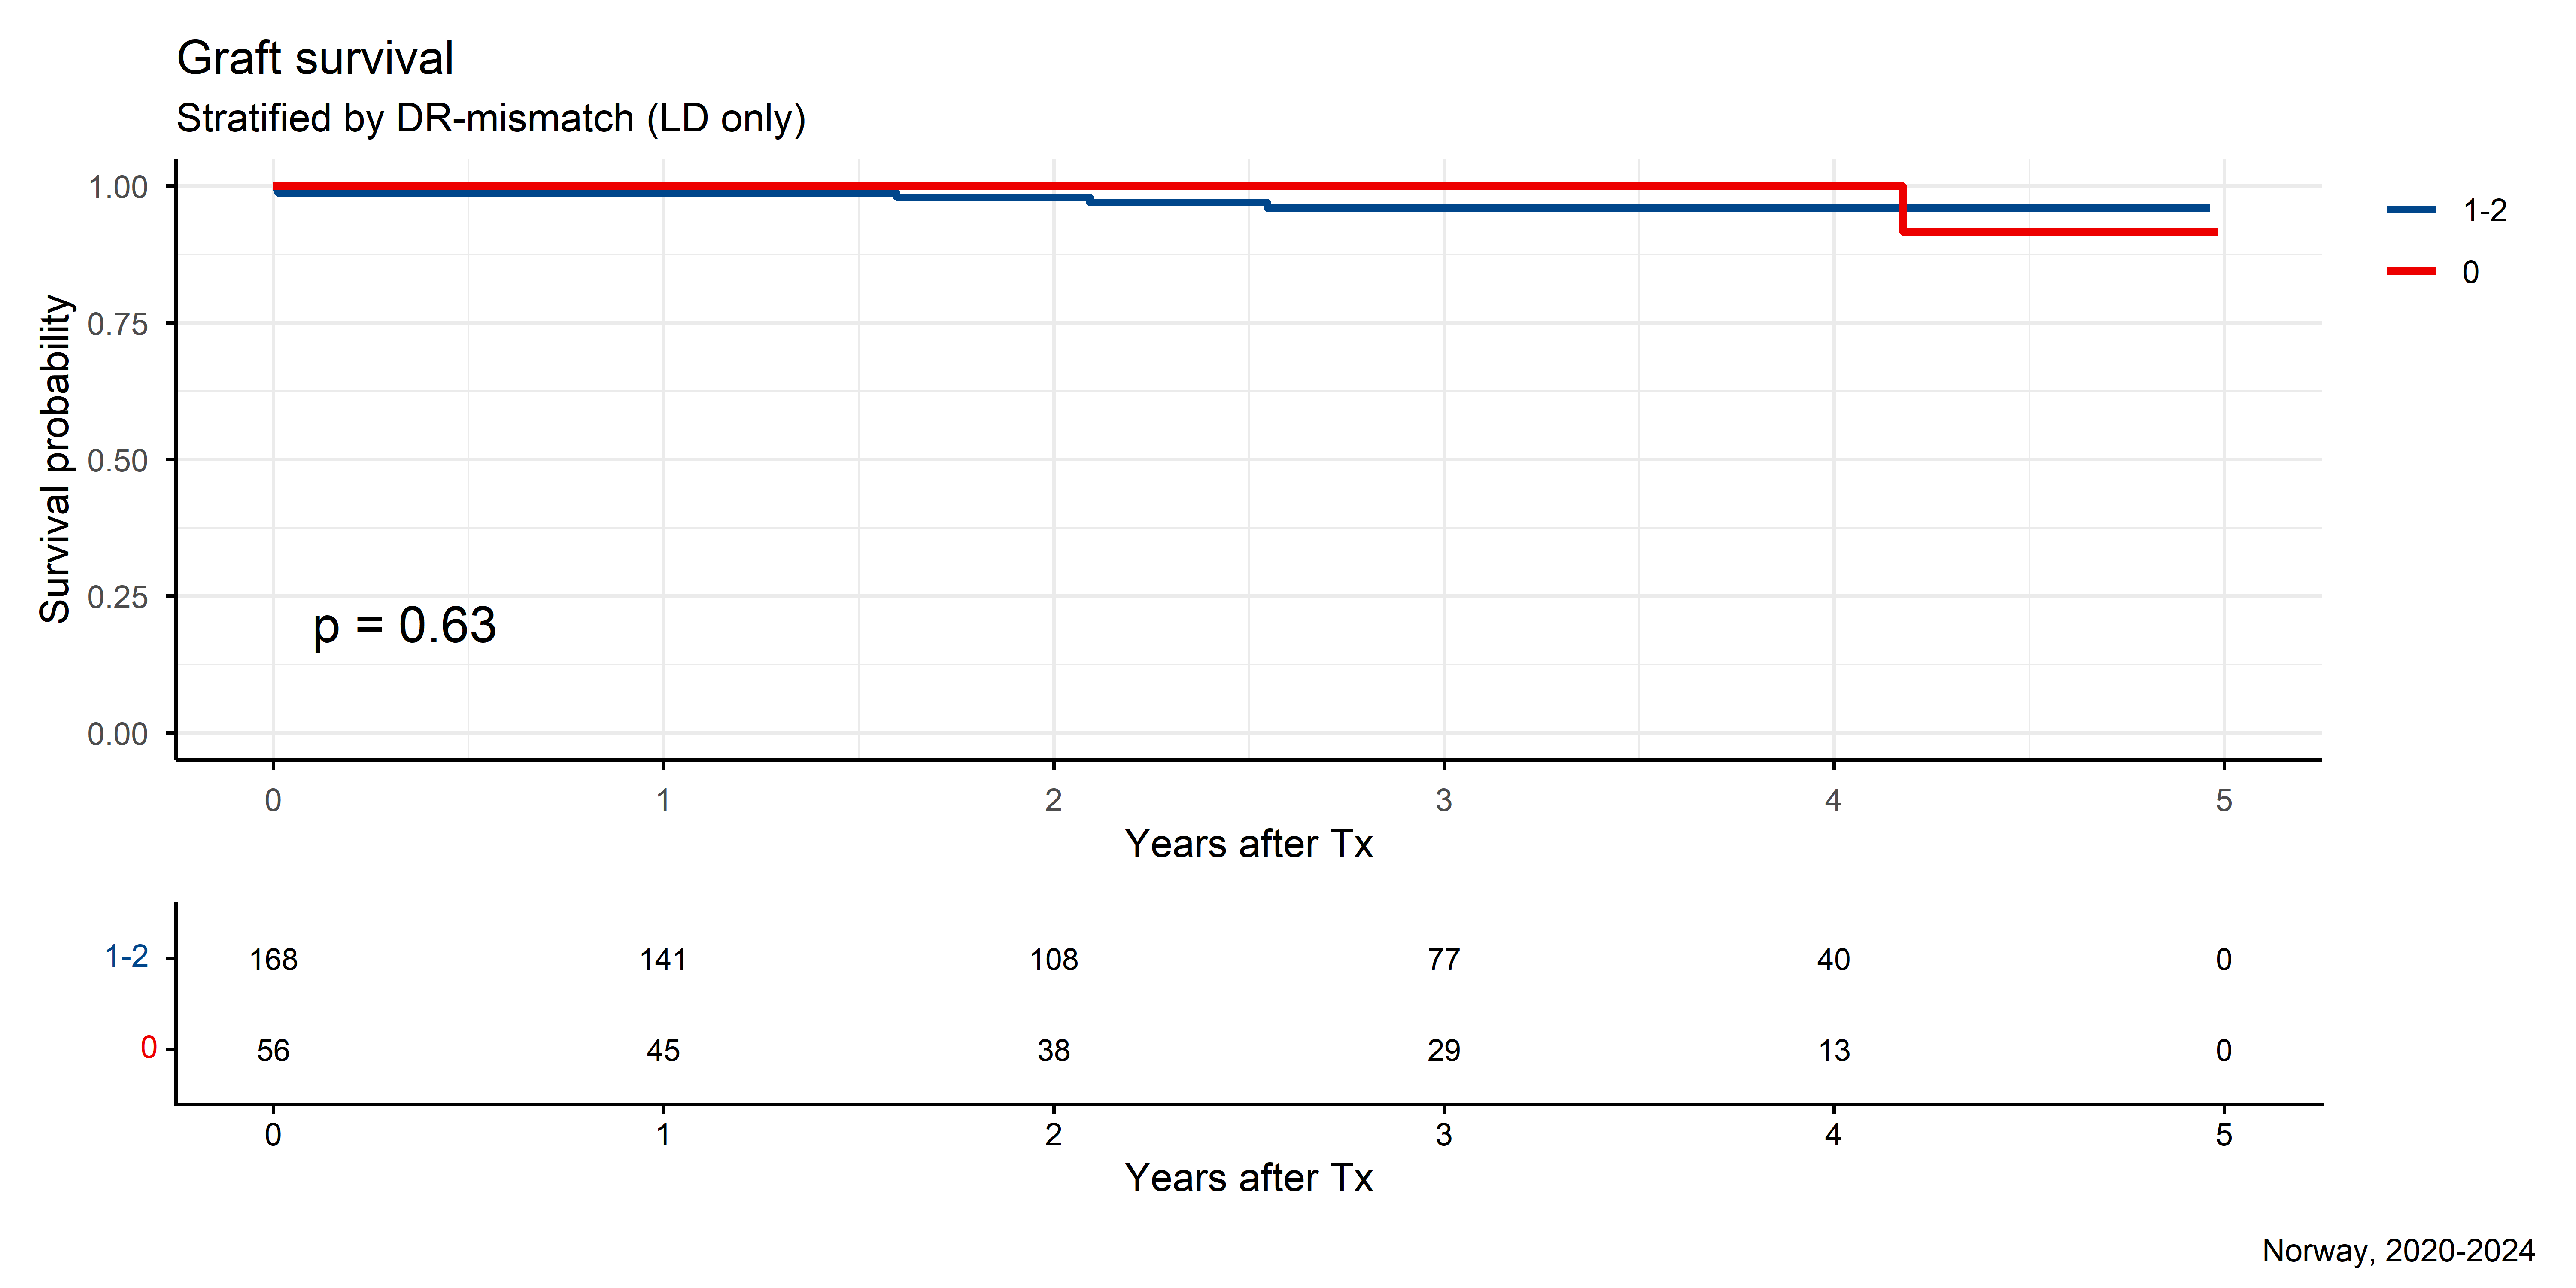 Graft survival
Stratified by DR-mismatch (LD only)
Survival probability
1.00
0.75
0.50
0.25
0.00
p = 0.63
1-2
0
0 1 2 3 4 5
Years after Tx
1-2 168 141 108 77 40 0
0 56 45 38 29 13 0
0 1 2 3 4 5
Years after Tx
Norway, 2020-2024